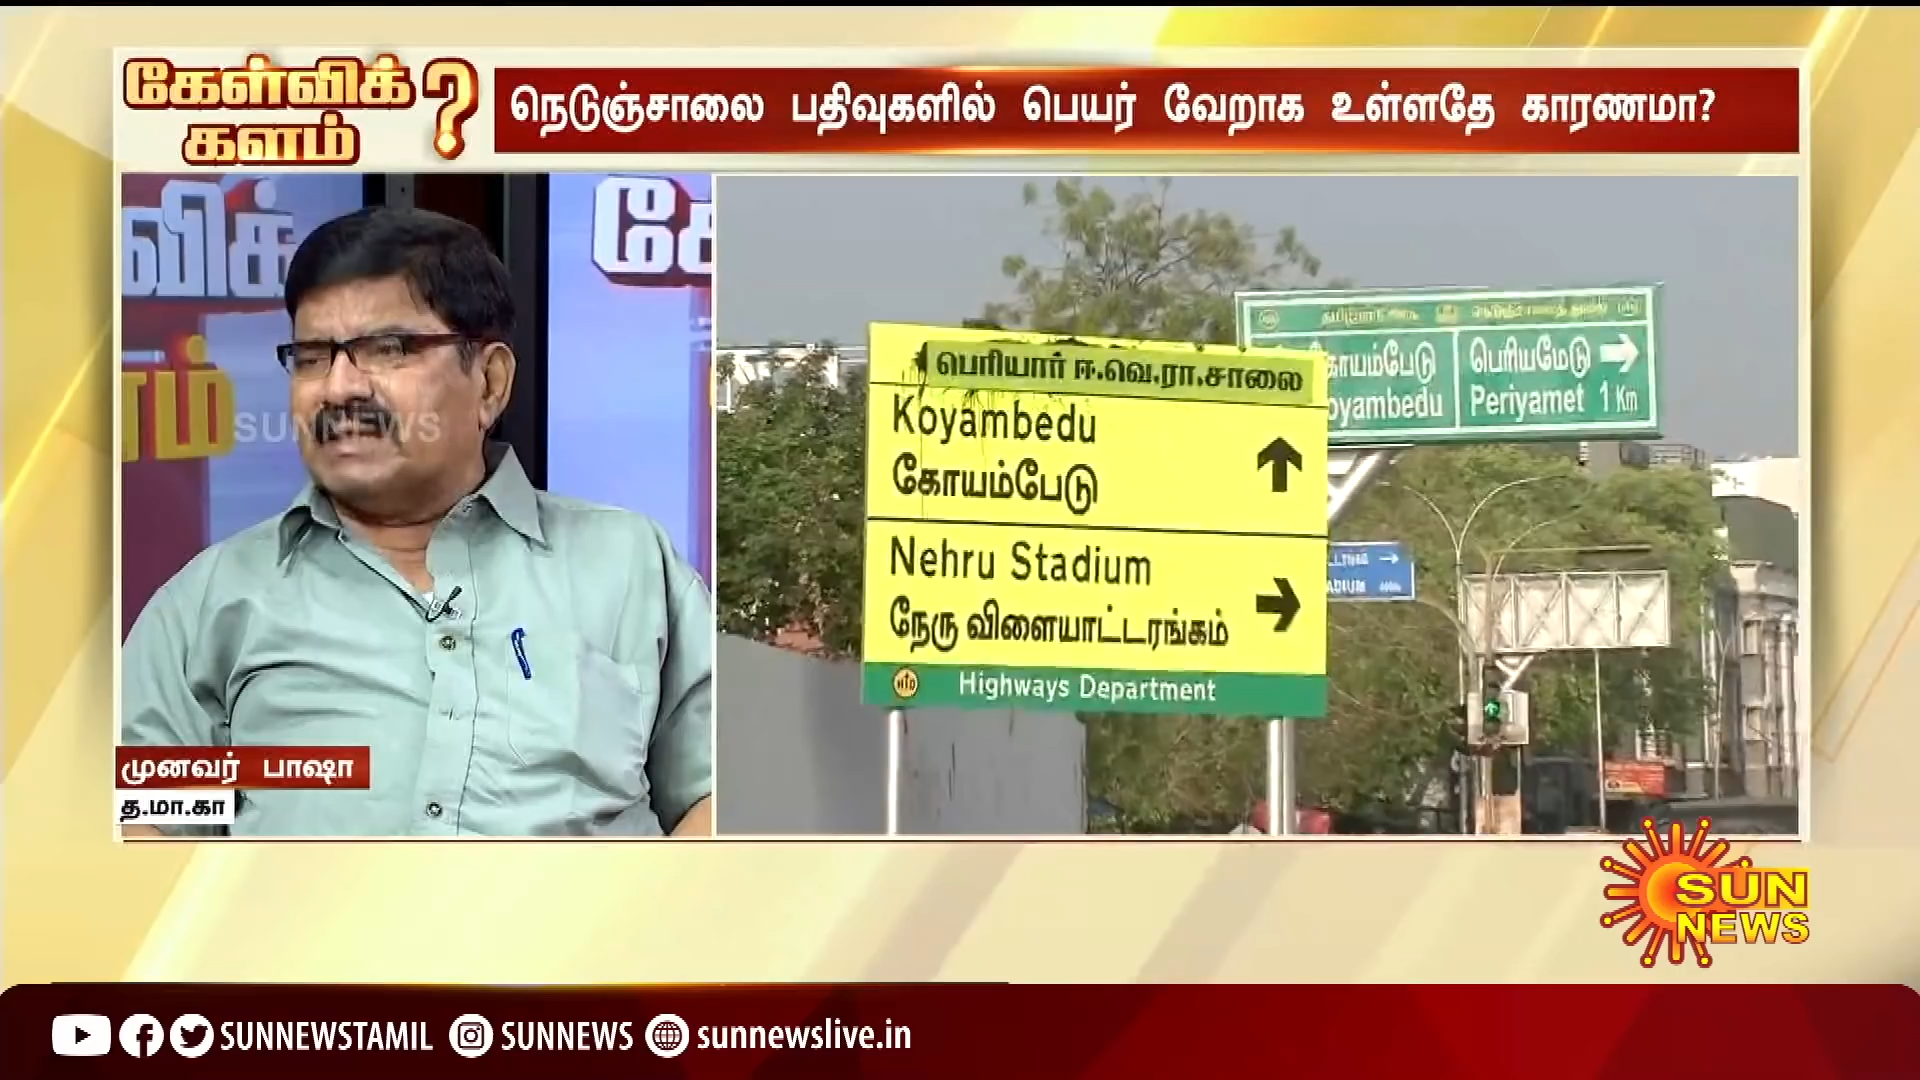 கேள்விக்
களம் ?
நெடுஞ்சாலை பதிவுகளில் பெயர் வேறாக உள்ளதே காரணமா?
விக்
கே
ளம்
SUNNEWS
முனவர் பாஷா
த.மா.கா
பெரியார் ஈ.வெ.ரா.சாலை
Koyambedu
கோயம்பேடு
Nehru Stadium
நேரு விளையாட்டரங்கம்
Highways Department
காயம்பேடு
oyambedu
பெரியமேடு
Periyamet 1 Km
SUN
NEWS
SUNNEWSTAMIL SUNNEWS sunnewslive.in